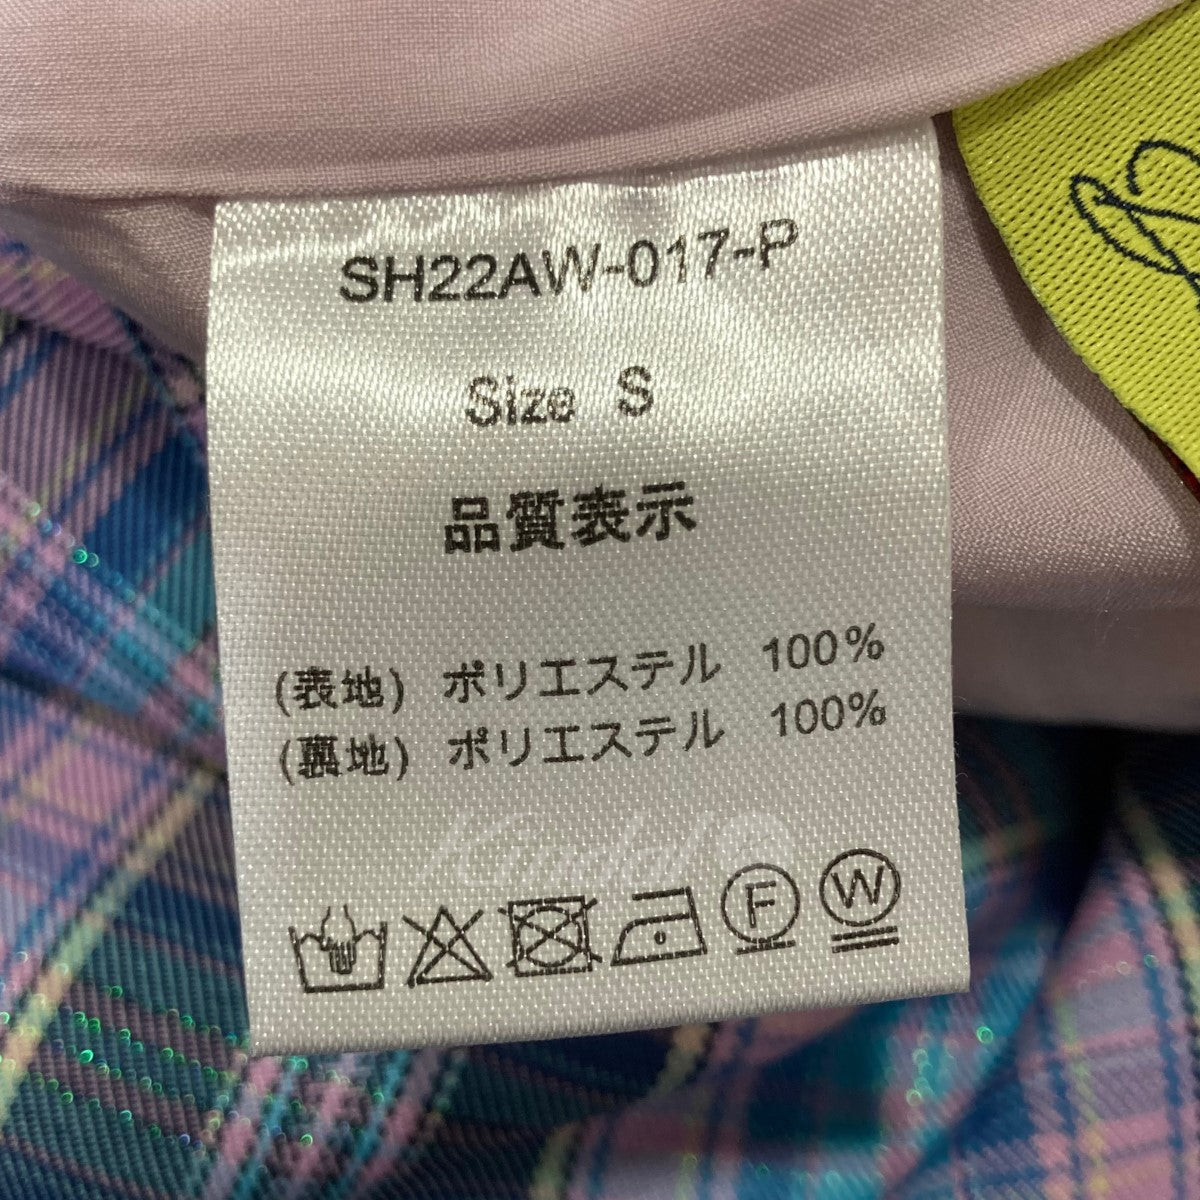 SH22AW-017-P
Size S
品質表示
(表地) ポリエステル 100%
(裏地) ポリエステル 100%
Kindal
F
W